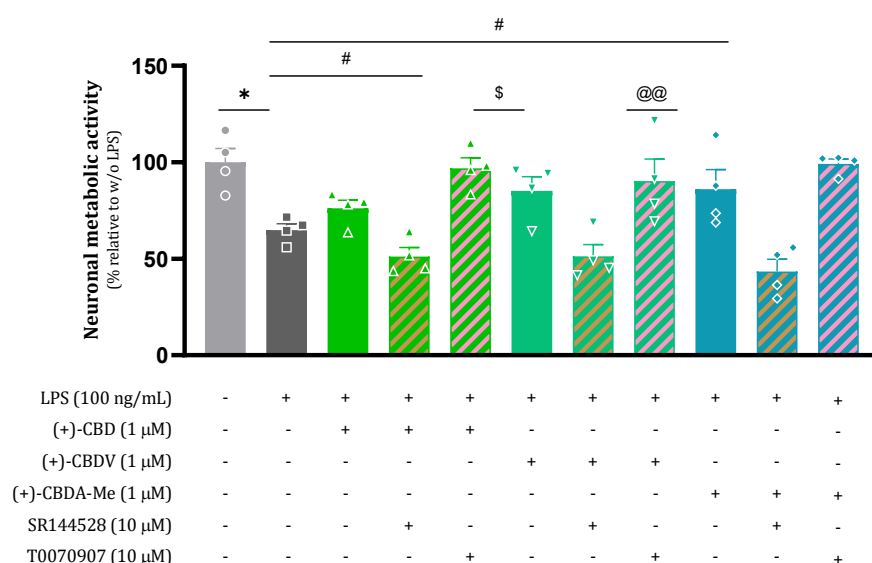 #
#
150
* $ @@
100
50
0
Neuronal metabolic activity
(% relative to w/o LPS)
LPS (100 ng/mL) - + + + + + + + + + +
(+)-CBD (1 μM) - - + + + - - - - - -
(+)-CBDV (1 μM) - - - - - + + + - - -
(+)-CBDA-Me (1 μM) - - - - - - - - + + +
SR144528 (10 μM) - - - + - - + - - + -
T0070907 (10 μM) - - - - + - - + - - +